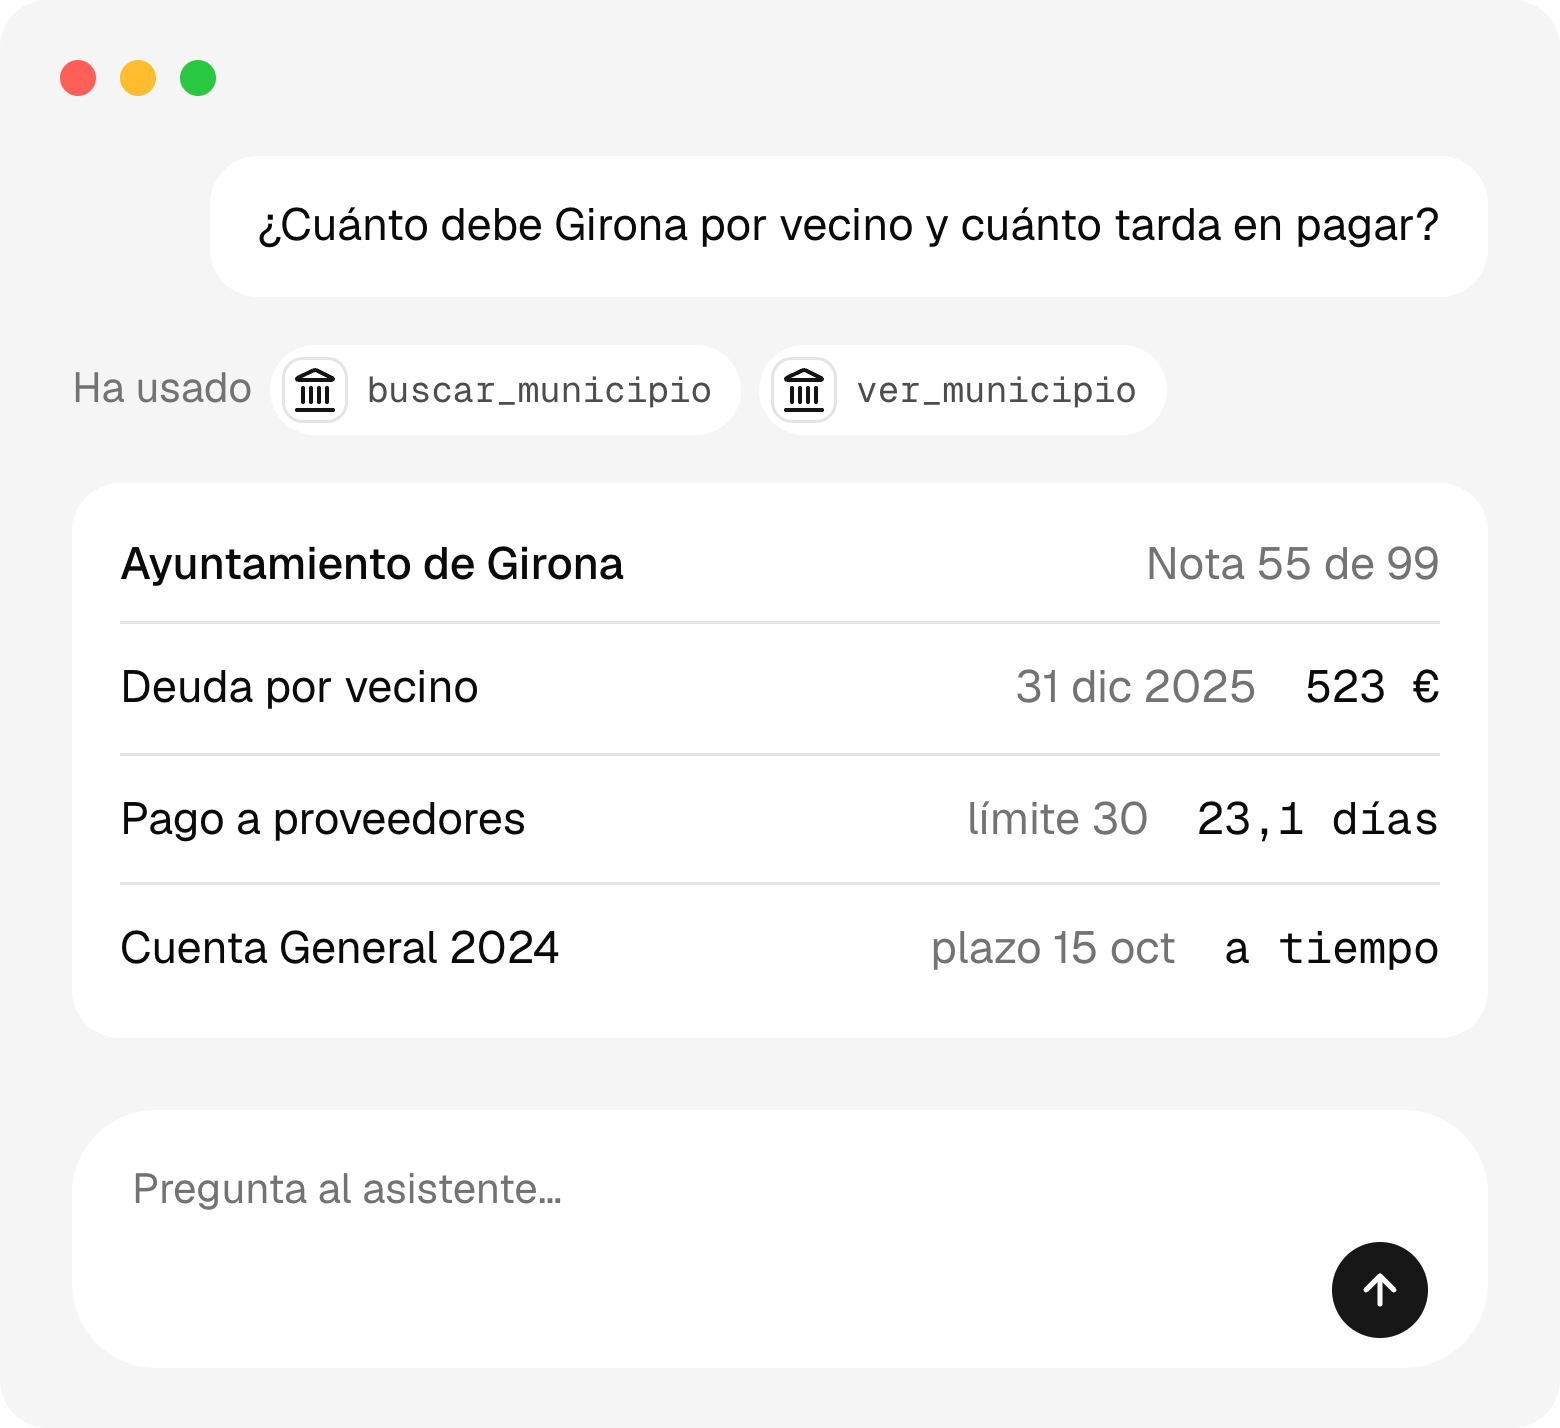 ¿Cuánto debe Girona por vecino y cuánto tarda en pagar?
Ha usado buscar_municipio ver_municipio
Ayuntamiento de Girona Nota 55 de 99
Deuda por vecino 31 dic 2025 523 €
Pago a proveedores límite 30 23,1 días
Cuenta General 2024 plazo 15 oct a tiempo
Pregunta al asistente…